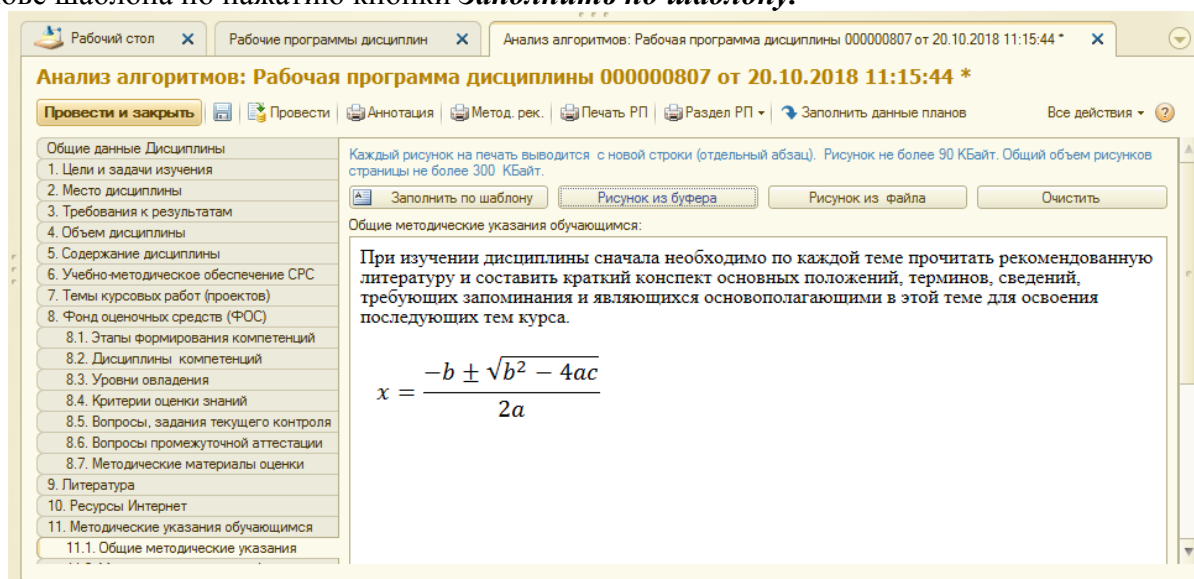 нове шаблона по нажатию кнопки Заполнить по шаблону.
Рабочий стол
Рабочие программы дисциплин
Анализ алгоритмов: Рабочая программа дисциплины 000000807 от 20.10.2018 11:15:44 *
Анализ алгоритмов: Рабочая программа дисциплины 000000807 от 20.10.2018 11:15:44 *
Провести и закрыть Провести Аннотация Метод. рек. Печать РП Раздел РП Заполнить данные планов Все действия
Общие данные Дисциплины
1. Цели и задачи изучения
2. Место дисциплины
3. Требования к результатам
4. Объем дисциплины
5. Содержание дисциплины
6. Учебно-методическое обеспечение СРС
7. Темы курсовых работ (проектов)
8. Фонд оценочных средств (ФОС)
8.1. Этапы формирования компетенций
8.2. Дисциплины компетенций
8.3. Уровни овладения
8.4. Критерии оценки знаний
8.5. Вопросы, задания текущего контроля
8.6. Вопросы промежуточной аттестации
8.7. Методические материалы оценки
9. Литература
10. Ресурсы Интернет
11. Методические указания обучающимся
11.1. Общие методические указания
Каждый рисунок на печать выводится с новой строки (отдельный абзац). Рисунок не более 90 КБайт. Общий объем рисунков
страницы не более 300 КБайт.
Заполнить по шаблону Рисунок из буфера Рисунок из файла Очистить
Общие методические указания обучающимся:
При изучении дисциплины сначала необходимо по каждой теме прочитать рекомендованную
литературу и составить краткий конспект основных положений, терминов, сведений,
требующих запоминания и являющихся основополагающими в этой теме для освоения
последующих тем курса.
x = (−b ± √(b² − 4ac)) / 2a